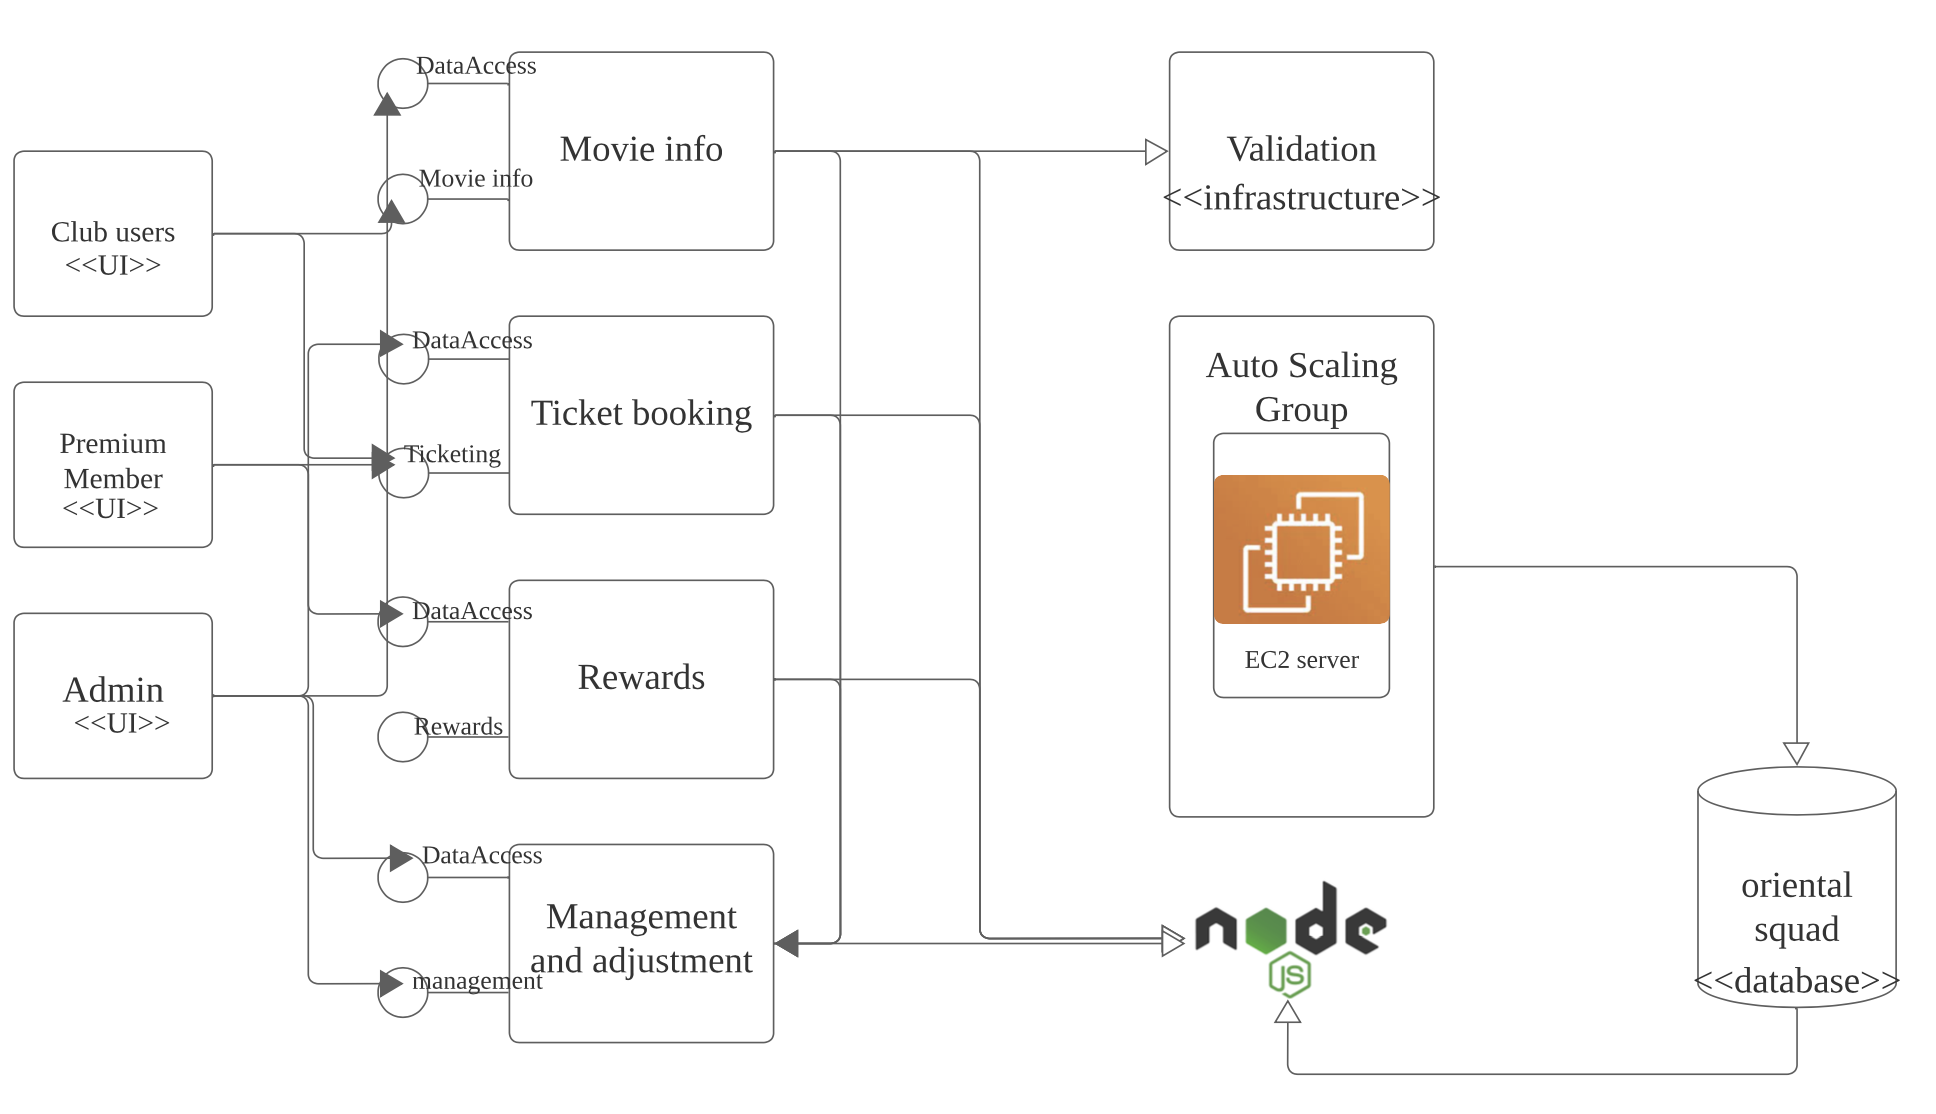 Club users
<<UI>>
Premium
Member
<<UI>>
Admin
<<UI>>
DataAccess
Movie info
Movie info
DataAccess
Ticketing
Ticket booking
DataAccess
Rewards
Rewards
DataAccess
management
Management
and adjustment
Validation
<<infrastructure>>
Auto Scaling
Group
EC2 server
node
JS
oriental
squad
<<database>>